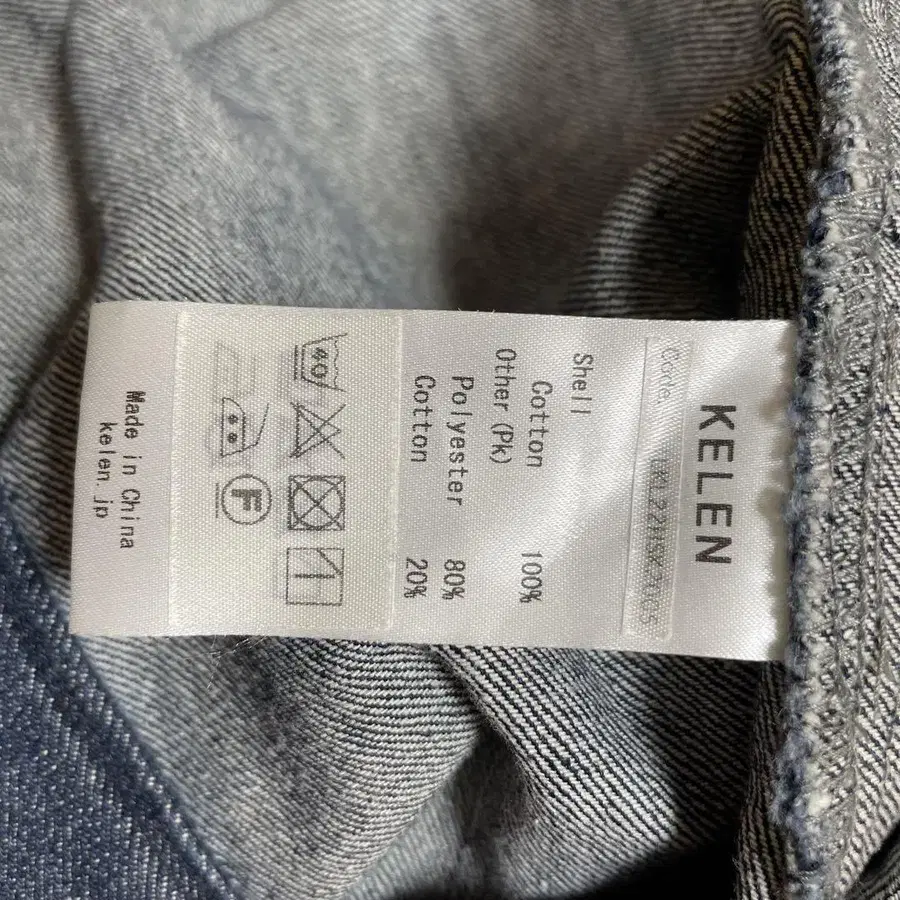 KELEN
Code.
Shell
Cotton 100%
Other (Pk)
Polyester 80%
Cotton 20%
40
F
Made in China
kelen.jp